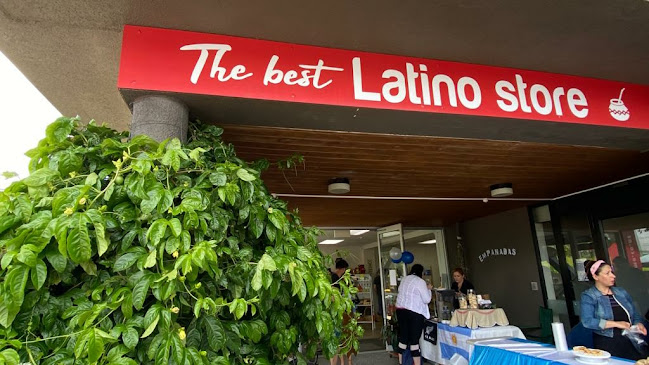 The best Latino store
EMPANADAS